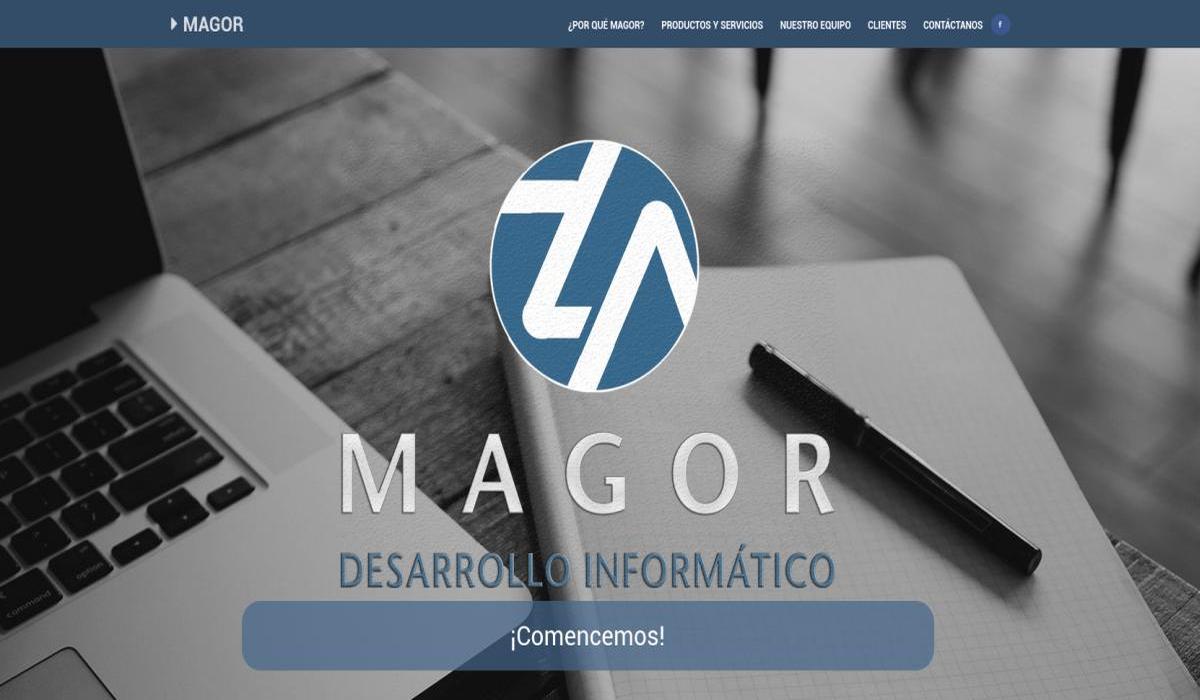 MAGOR
¿POR QUÉ MAGOR? PRODUCTOS Y SERVICIOS NUESTRO EQUIPO CLIENTES CONTÁCTANOS f
MAGOR
DESARROLLO INFORMÁTICO
¡Comencemos!
option
command